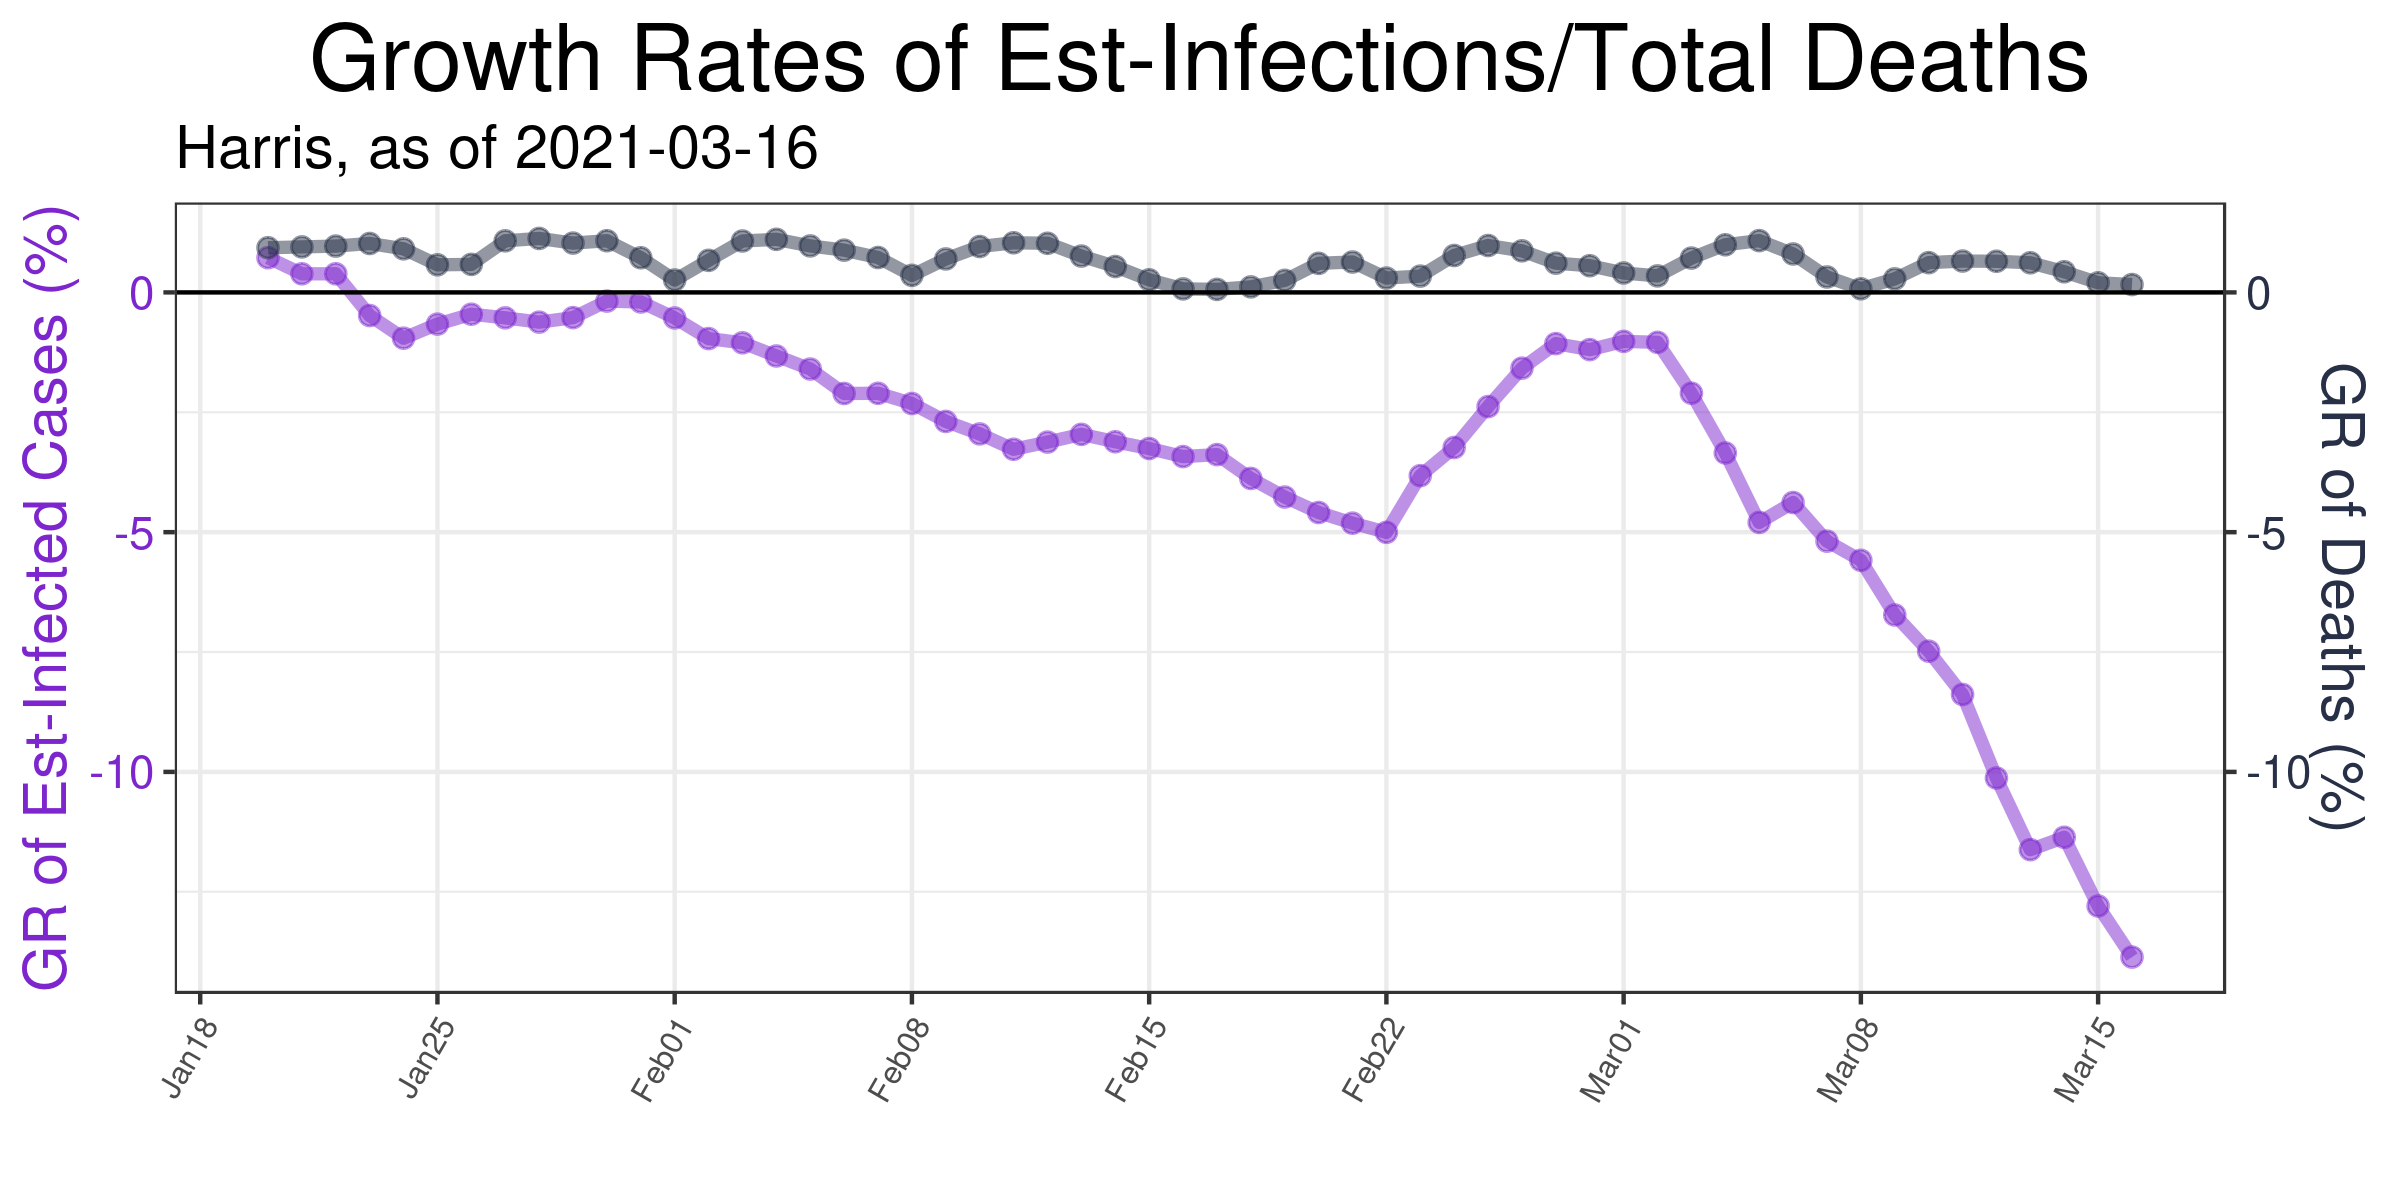 Growth Rates of Est-Infections/Total Deaths
Harris, as of 2021-03-16
GR of Est-Infected Cases (%)
0
-5
-10
0
-5
-10
GR of Deaths (%)
Jan18
Jan25
Feb01
Feb08
Feb15
Feb22
Mar01
Mar08
Mar15